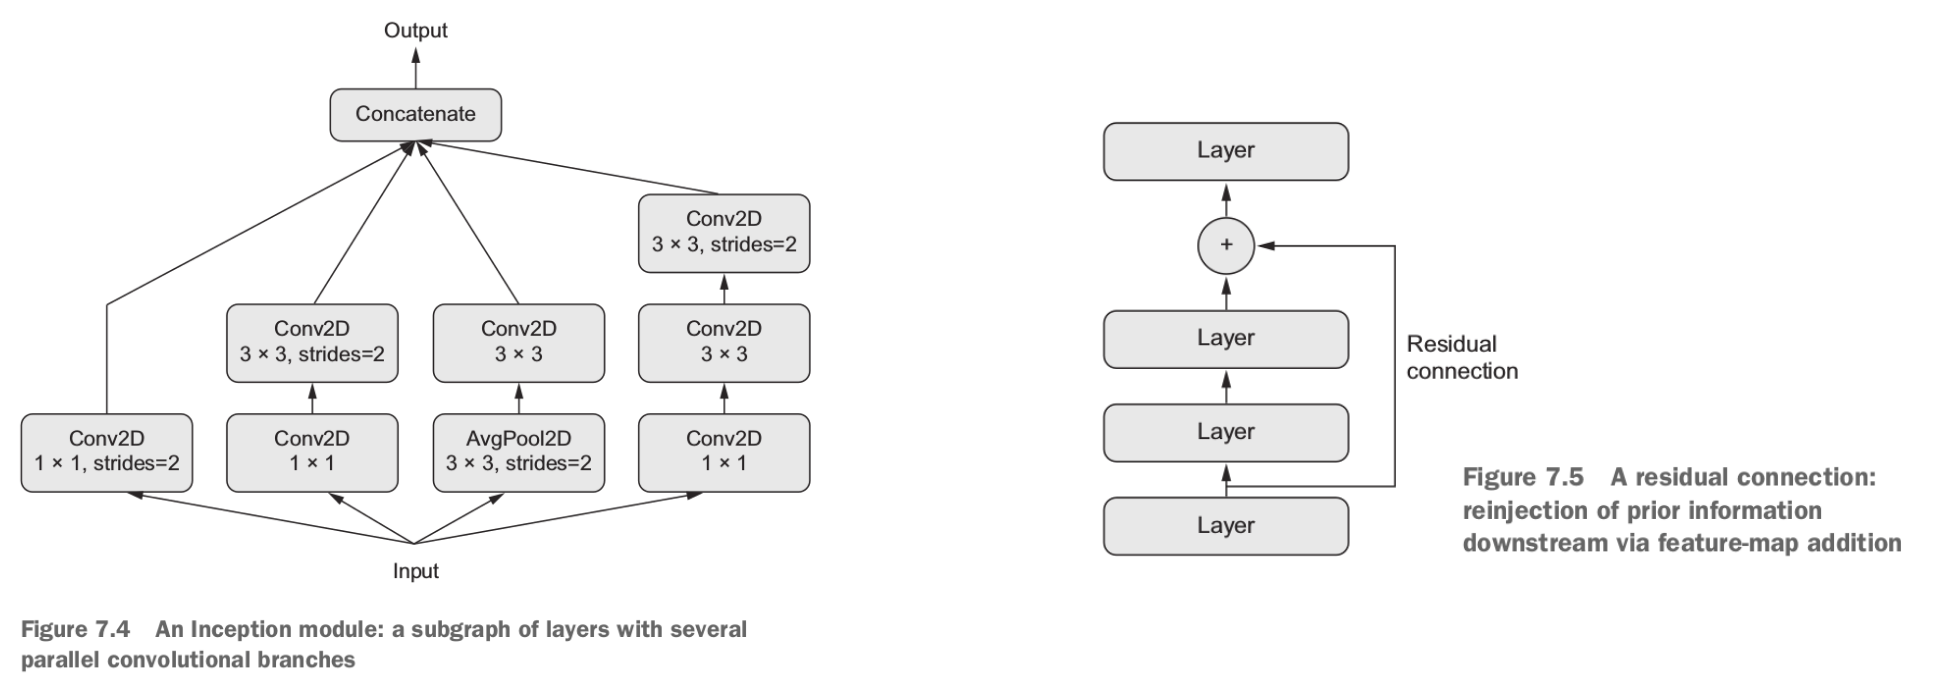 Output
Concatenate
Conv2D
3 × 3, strides=2
Conv2D
3 × 3, strides=2
Conv2D
3 × 3
Conv2D
3 × 3
Conv2D
1 × 1, strides=2
Conv2D
1 × 1
AvgPool2D
3 × 3, strides=2
Conv2D
1 × 1
Input
Figure 7.4 An Inception module: a subgraph of layers with several
parallel convolutional branches
Layer
+
Layer
Residual
connection
Layer
Layer
Figure 7.5 A residual connection:
reinjection of prior information
downstream via feature-map addition